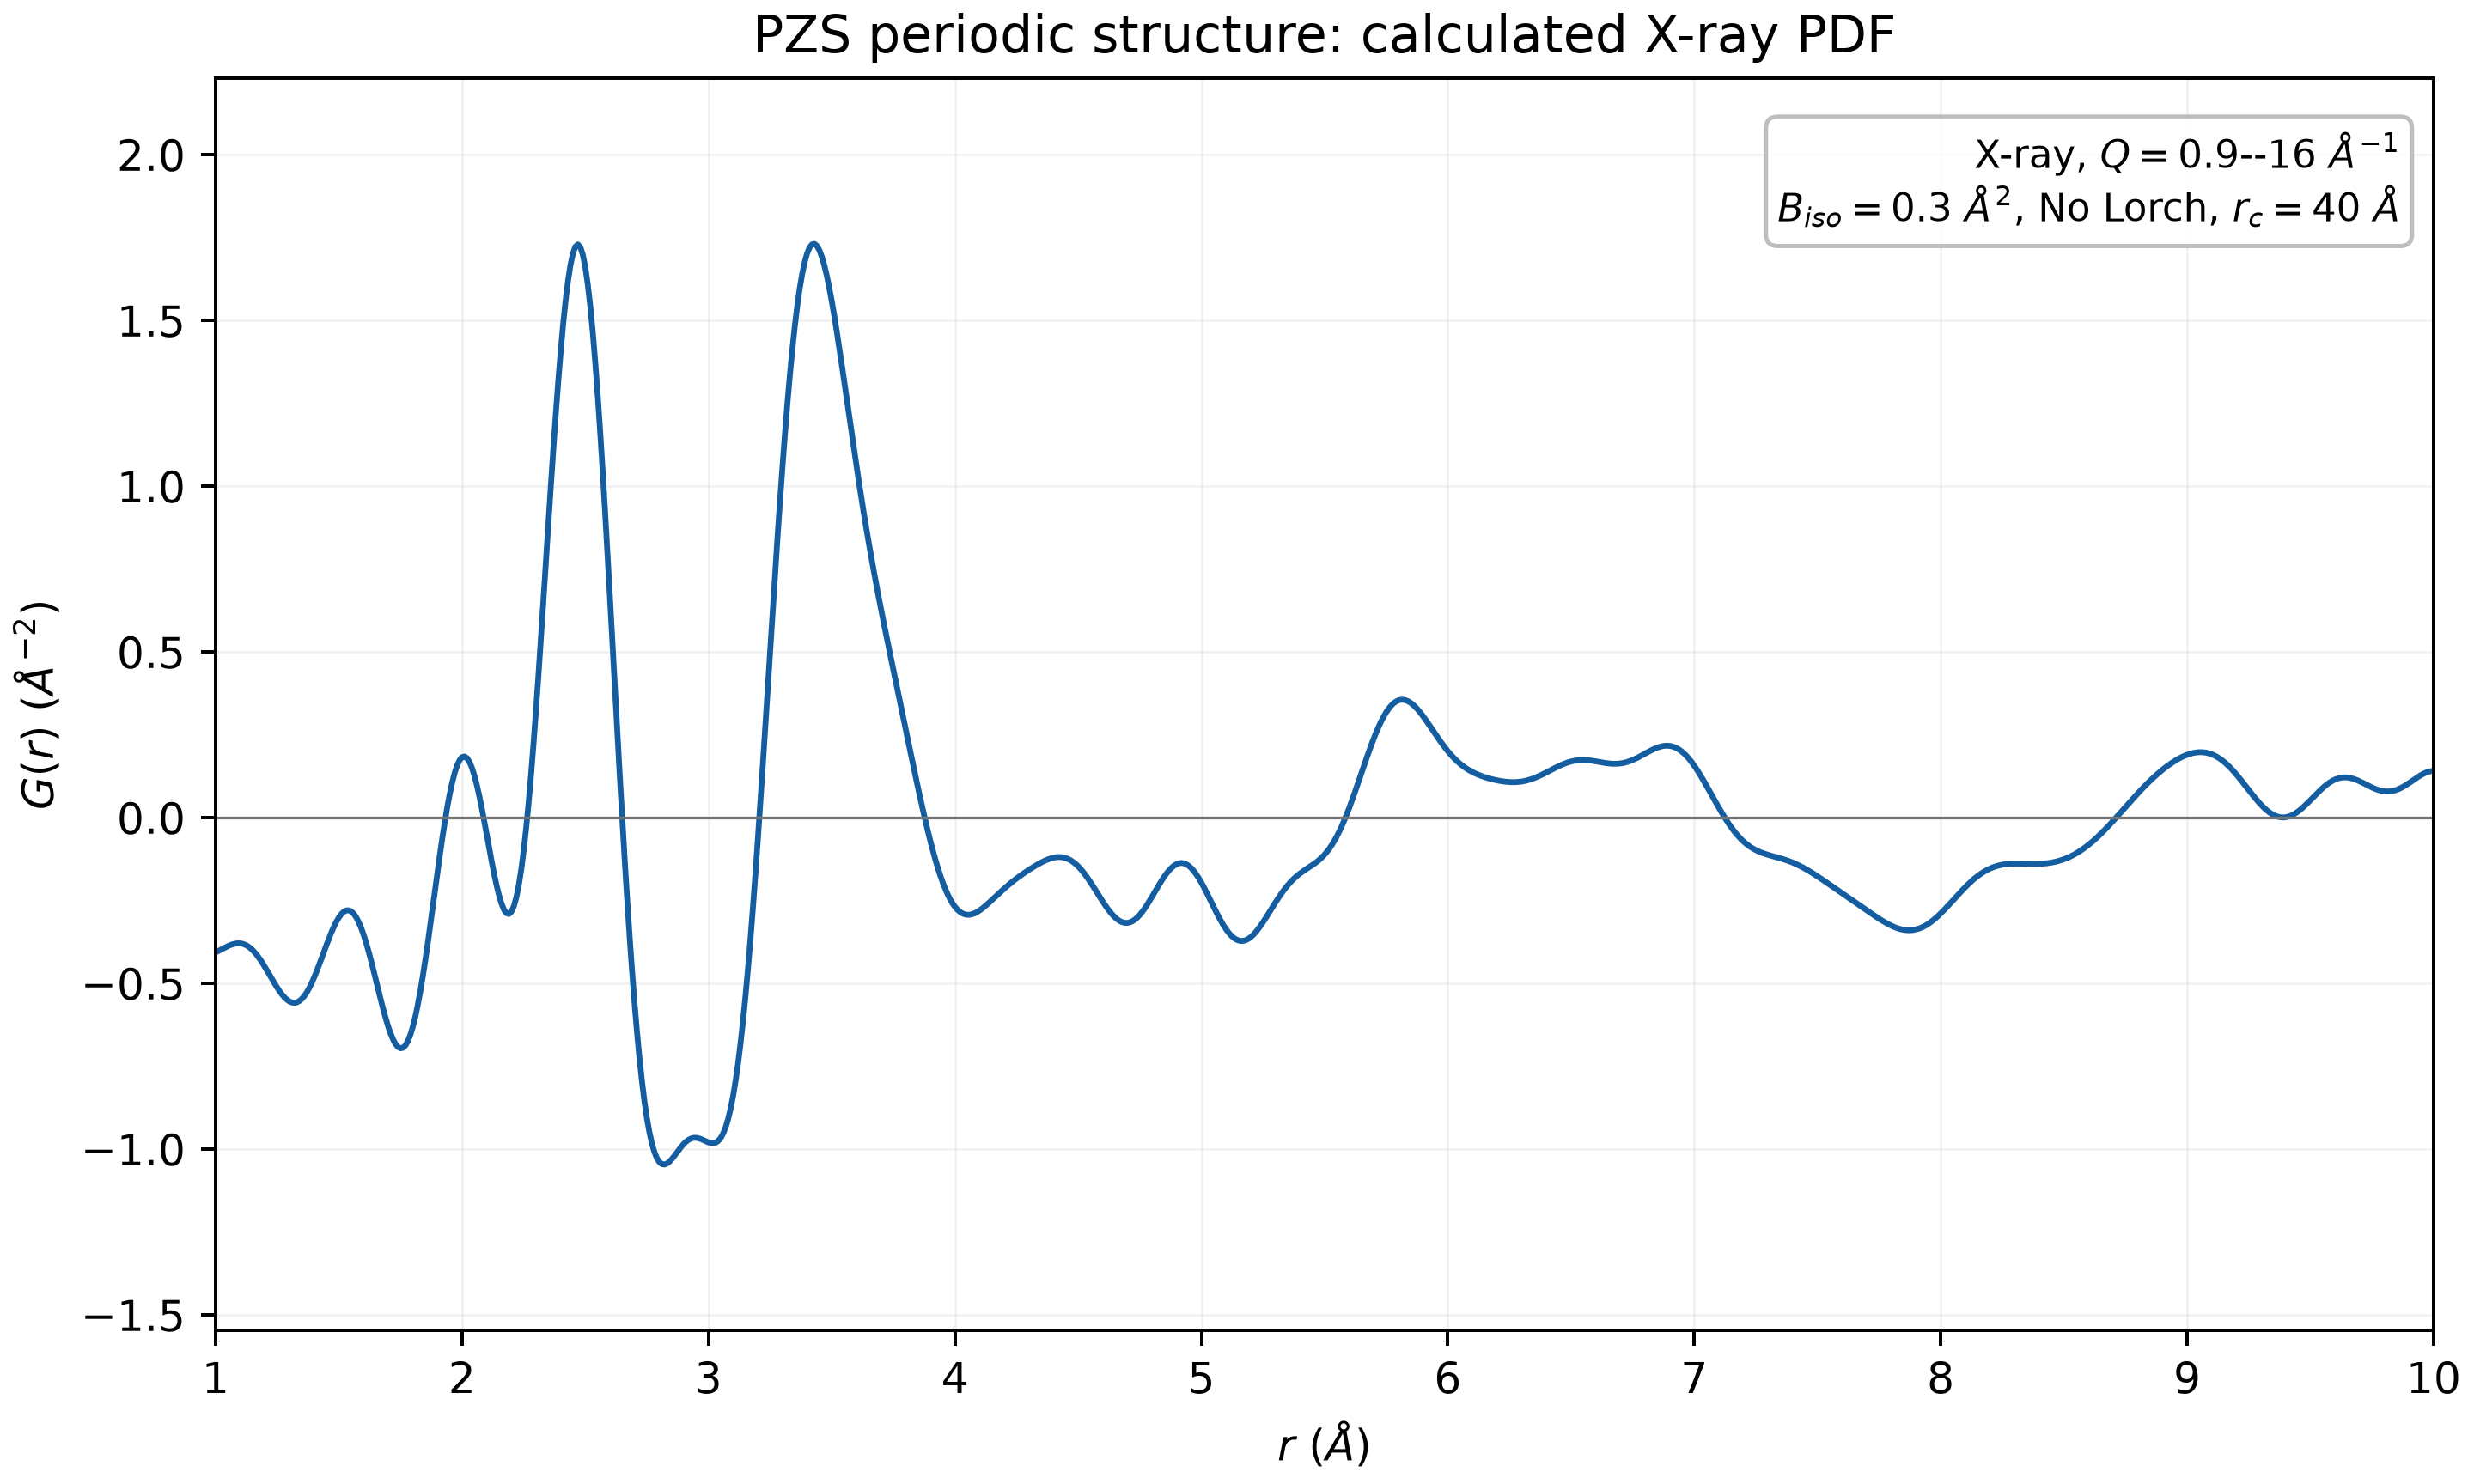 PZS periodic structure: calculated X-ray PDF
X-ray, Q = 0.9--16 Å⁻¹
B_iso = 0.3 Å², No Lorch, r_c = 40 Å
G(r) (Å⁻²)
2.0
1.5
1.0
0.5
0.0
−0.5
−1.0
−1.5
1 2 3 4 5 6 7 8 9 10
r (Å)